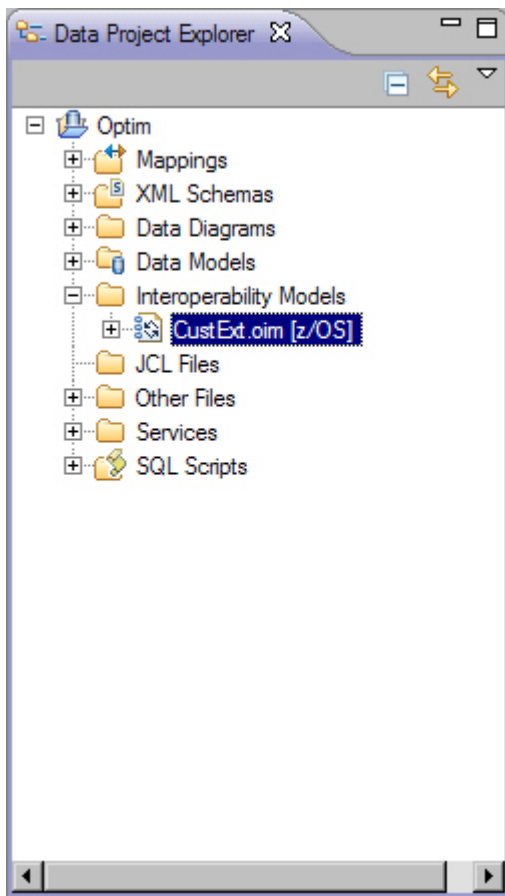 Data Project Explorer
Optim
Mappings
XML Schemas
Data Diagrams
Data Models
Interoperability Models
CustExt.oim [z/OS]
JCL Files
Other Files
Services
SQL Scripts